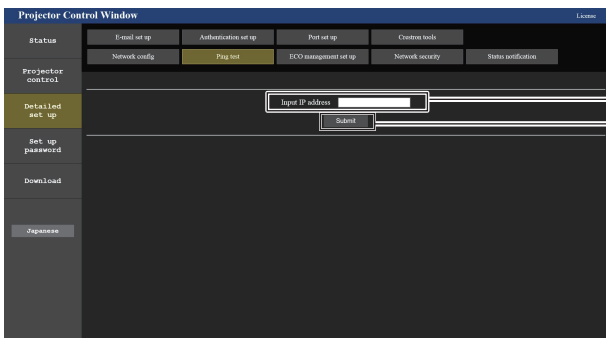 Projector Control Window
License
Status
E-mail set up
Authentication set up
Port set up
Crestron tools
Network config
Ping test
ECO management set up
Network security
Status notification
Projector
control
Detailed
set up
Input IP address
Submit
Set up
password
Download
Japanese